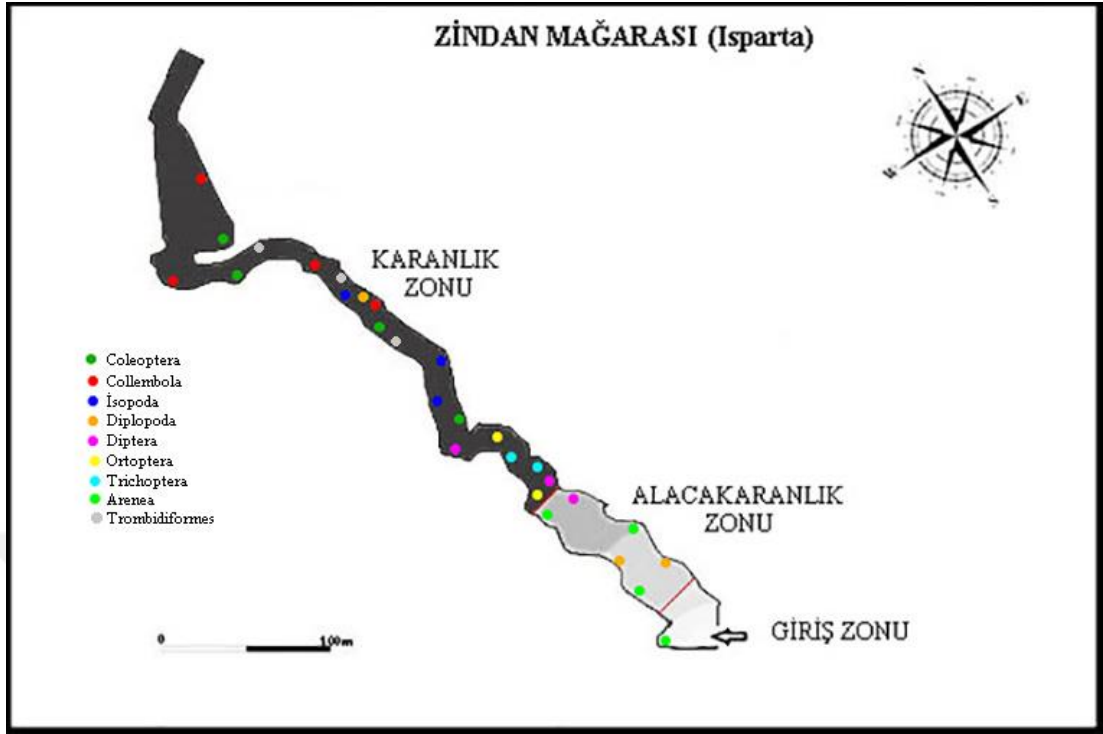 ZİNDAN MAĞARASI (Isparta)
KARANLIK
ZONU
Coleoptera
Collembola
İsopoda
Diplopoda
Diptera
Ortoptera
Trichoptera
Arenea
Trombidiformes
ALACAKARANLIK
ZONU
GİRİŞ ZONU
0
100m